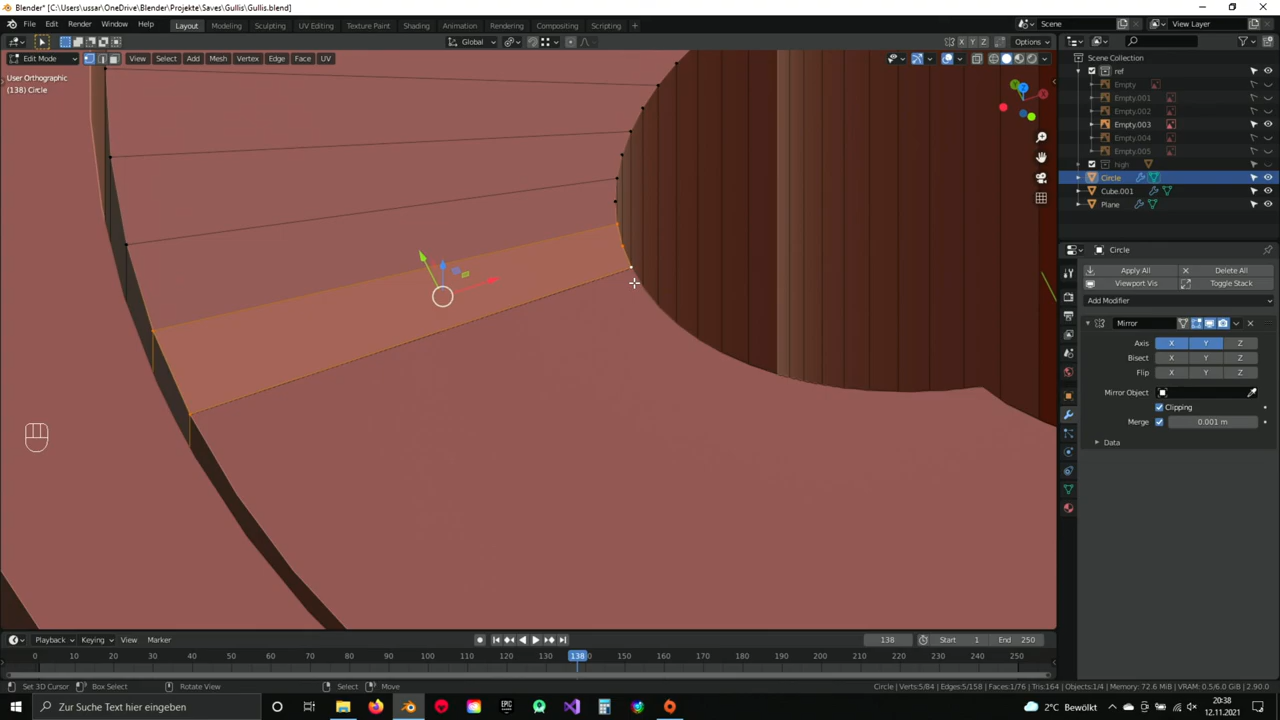 Blender* [C:\Users\ussar\OneDrive\Blender\Projekte\Saves\Gullis\Gullis.blend]
File Edit Render Window Help Layout Modeling Sculpting UV Editing Texture Paint Shading Animation Rendering Compositing Scripting Scene View Layer
Global X Y Z Options
Edit Mode View Select Add Mesh Vertex Edge Face UV
User Orthographic
(138) Circle
Scene Collection
ref
Empty
Empty.001
Empty.002
Empty.003
Empty.004
Empty.005
high
Circle
Cube.001
Plane
Circle
Apply All Delete All
Viewport Vis Toggle Stack
Add Modifier
Mirror
Axis X Y Z
Bisect X Y Z
Flip X Y Z
Mirror Object
Clipping
Merge 0.001 m
Data
Playback Keying View Marker 138 Start 1 End 250
0 10 20 30 40 50 60 70 80 90 100 110 120 130 138 150 160 170 180 190 200 210 220 230 240 250
Set 3D Cursor Box Select Rotate View Select Move Circle | Verts:5/84 | Edges:5/158 | Faces:1/76 | Tris:164 | Objects:1/4 | Memory: 72.6 MiB | VRAM: 0.5/6.0 GiB | 2.90.0
Zur Suche Text hier eingeben
2°C Bewölkt
20:38
12.11.2021